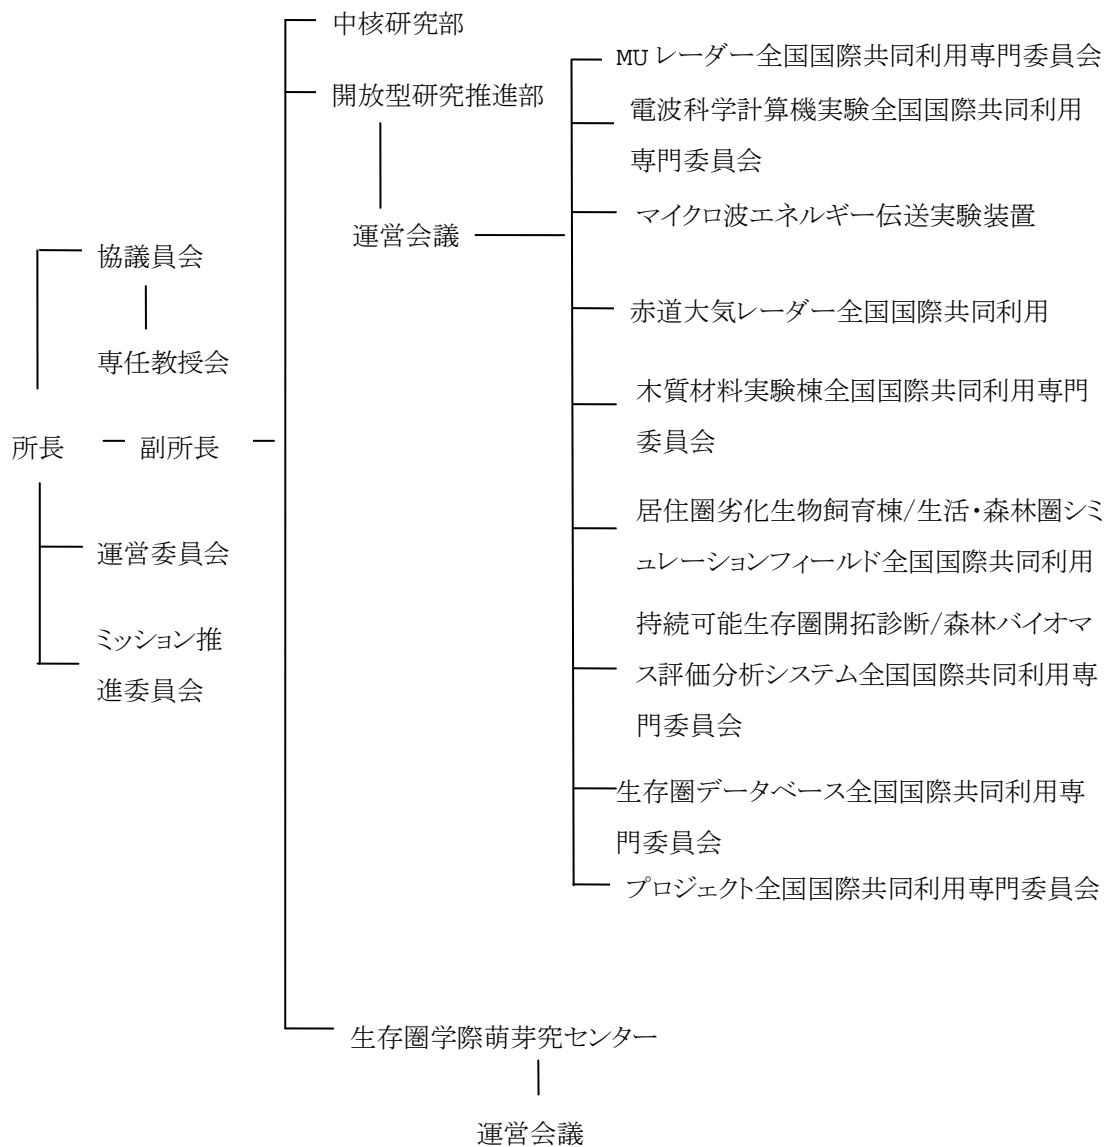 中核研究部
開放型研究推進部
運営会議
MUレーダー全国国際共同利用専門委員会
電波科学計算機実験全国国際共同利用
専門委員会
マイクロ波エネルギー伝送実験装置
赤道大気レーダー全国国際共同利用
木質材料実験棟全国国際共同利用専門
委員会
居住圏劣化生物飼育棟/生活・森林圏シミ
ュレーションフィールド全国国際共同利用
持続可能生存圏開拓診断/森林バイオマ
ス評価分析システム全国国際共同利用専
門委員会
生存圏データベース全国国際共同利用専
門委員会
プロジェクト全国国際共同利用専門委員会
協議員会
専任教授会
所長
副所長
運営委員会
ミッション推
進委員会
生存圏学際萌芽究センター
運営会議